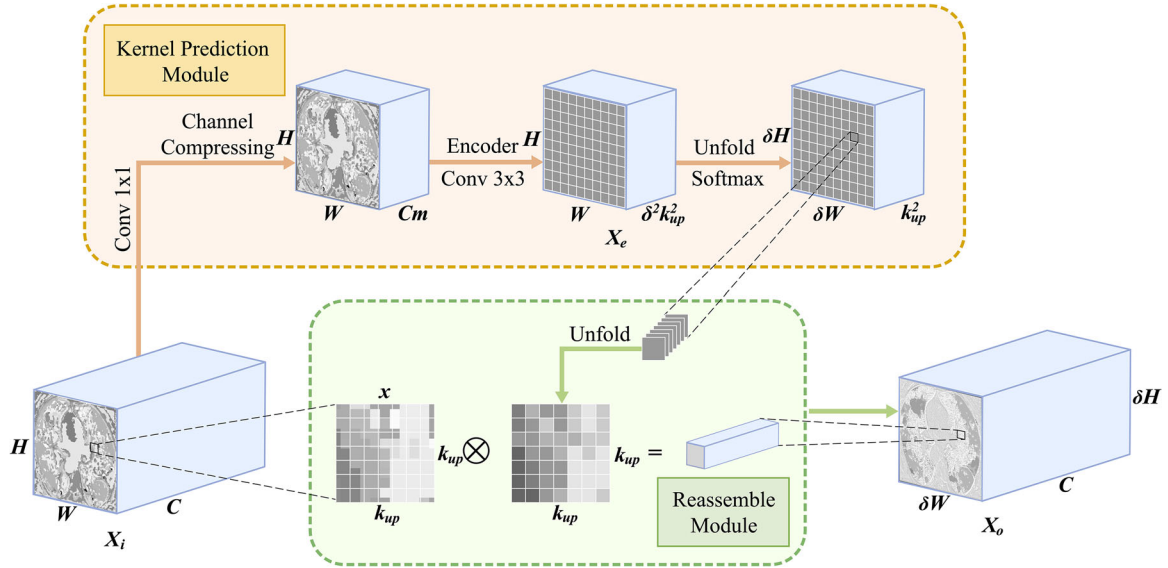 Kernel Prediction
Module
Channel
Compressing
Conv 1x1
H
W
Cm
Encoder
Conv 3x3
H
W
δ²k²up
Xe
Unfold
Softmax
δH
δW
k²up
Unfold
x
kup
kup
⊗
kup
kup
=
Reassemble
Module
H
W
C
Xi
δH
δW
C
Xo